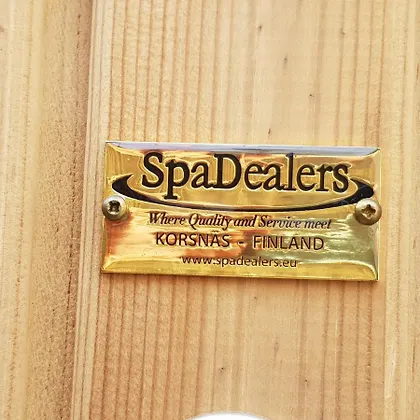 SpaDealers
Where Quality and Service meet
KORSNÄS - FINLAND
www.spadealers.eu